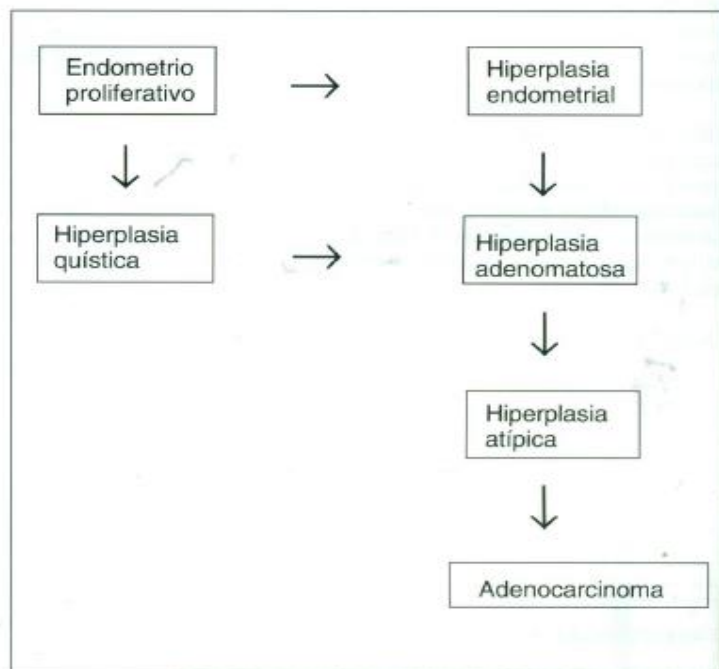 Endometrio
proliferativo
Hiperplasia
endometrial
Hiperplasia
quística
Hiperplasia
adenomatosa
Hiperplasia
atípica
Adenocarcinoma